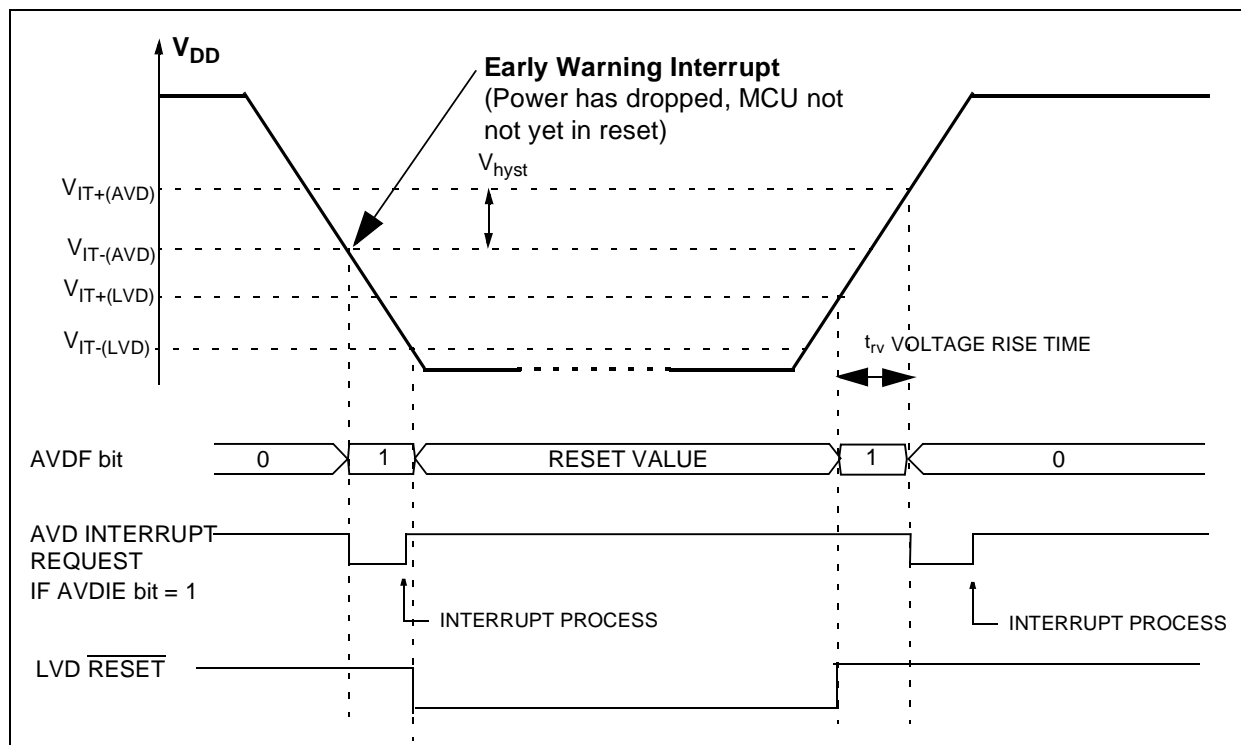 VDD
Early Warning Interrupt
(Power has dropped, MCU not
not yet in reset)
Vhyst
VIT+(AVD)
VIT-(AVD)
VIT+(LVD)
VIT-(LVD)
trv VOLTAGE RISE TIME
AVDF bit
0
1
RESET VALUE
1
0
AVD INTERRUPT
REQUEST
IF AVDIE bit = 1
INTERRUPT PROCESS
INTERRUPT PROCESS
LVD RESET